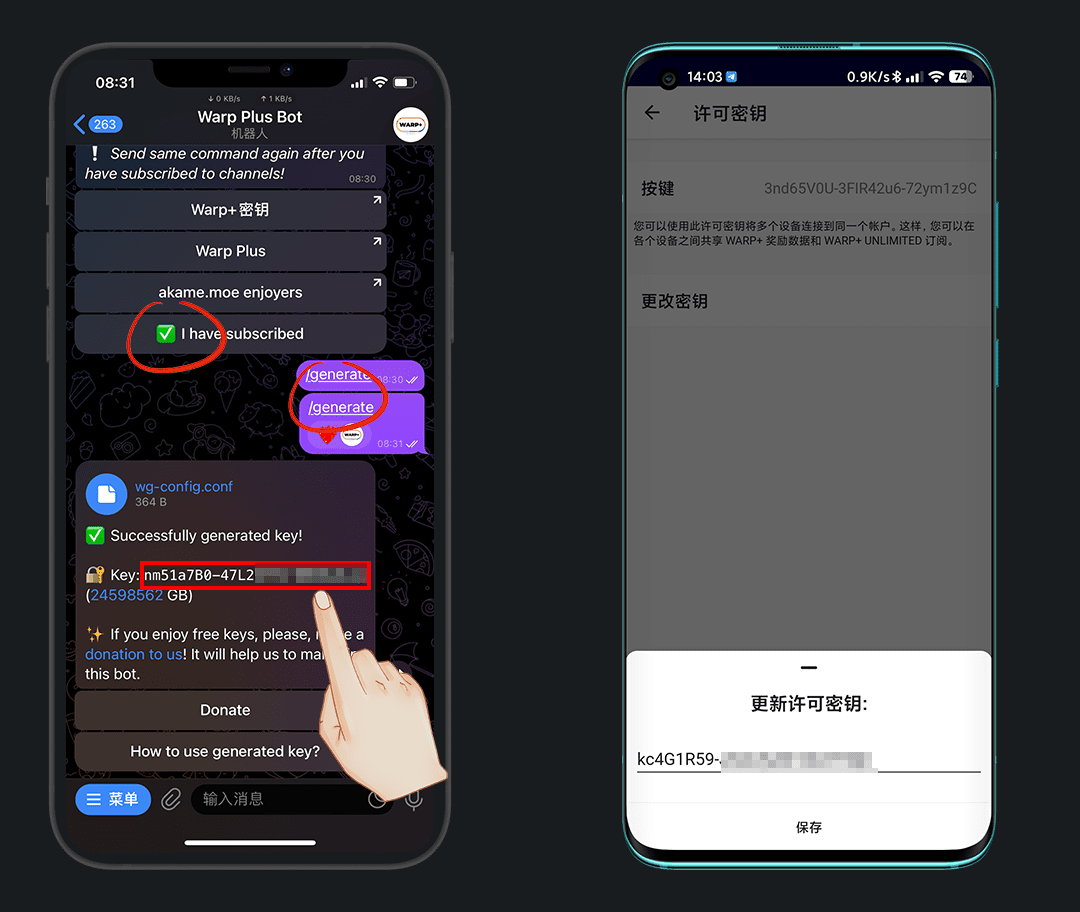 08:31
↓ 0 KB/s ↑ 1 KB/s
263
Warp Plus Bot
机器人
WARP+
❗ Send same command again after you
have subscribed to channels!
08:30
Warp+密钥
Warp Plus
akame.moe enjoyers
✅ I have subscribed
/generate 08:30
/generate
WARP+
08:31
wg-config.conf
364 B
✅ Successfully generated key!
🔐 Key: nm51a7B0-47L2
(24598562 GB)
✨ If you enjoy free keys, please, a
donation to us! It will help us to
this bot.
Donate
How to use generated key?
菜单
输入消息
14:03
0.9K/s
74
许可密钥
按键
3nd65V0U-3FIR42u6-72ym1z9C
您可以使用此许可密钥将多个设备连接到同一个帐户。这样，您可以在
各个设备之间共享 WARP+ 奖励数据和 WARP+ UNLIMITED 订阅。
更改密钥
更新许可密钥:
kc4G1R59-
保存